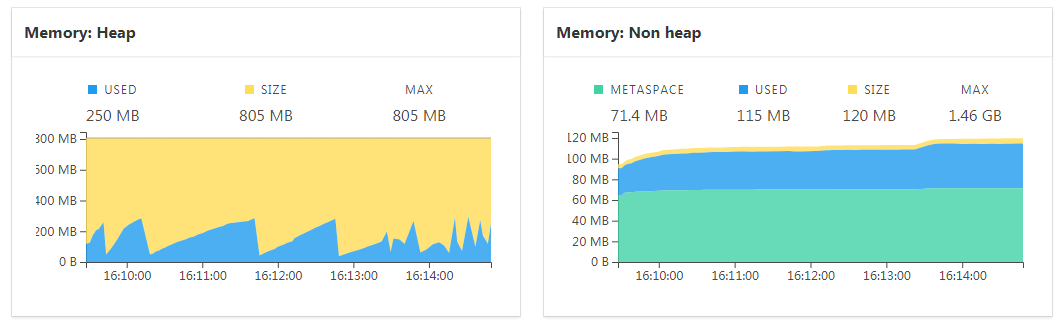 Memory: Heap
USED SIZE MAX
250 MB 805 MB 805 MB
800 MB
600 MB
400 MB
200 MB
0 B
16:10:00 16:11:00 16:12:00 16:13:00 16:14:00
Memory: Non heap
METASPACE USED SIZE MAX
71.4 MB 115 MB 120 MB 1.46 GB
120 MB
100 MB
80 MB
60 MB
40 MB
20 MB
0 B
16:10:00 16:11:00 16:12:00 16:13:00 16:14:00